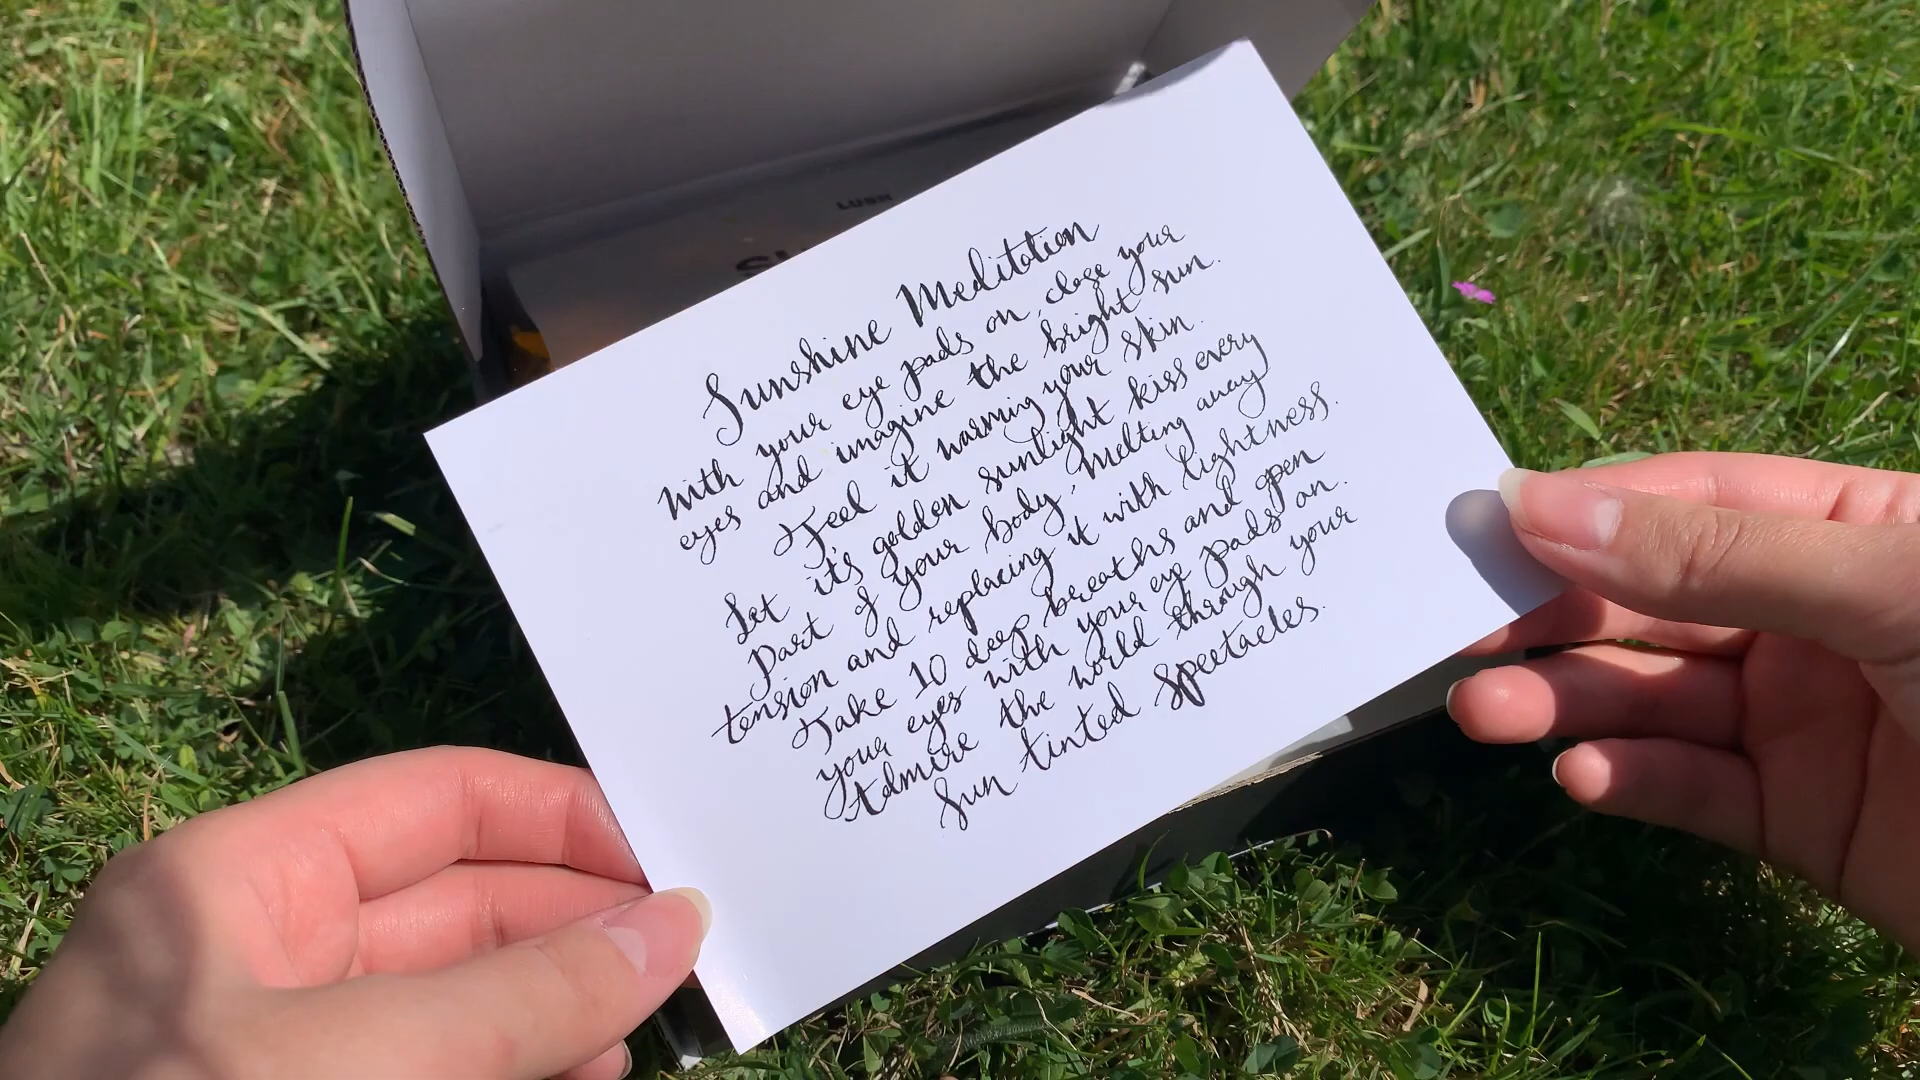 LUSH
Sunshine Meditation
With your eye pads on, close your
eyes and imagine the bright sun.
Feel it warming your skin.
Let it's golden sunlight kiss every
part of your body, melting away
tension and replacing it with lightness.
Take 10 deep breaths and open
your eyes with your eye pads on.
Admire the world through your
sun tinted spectacles.